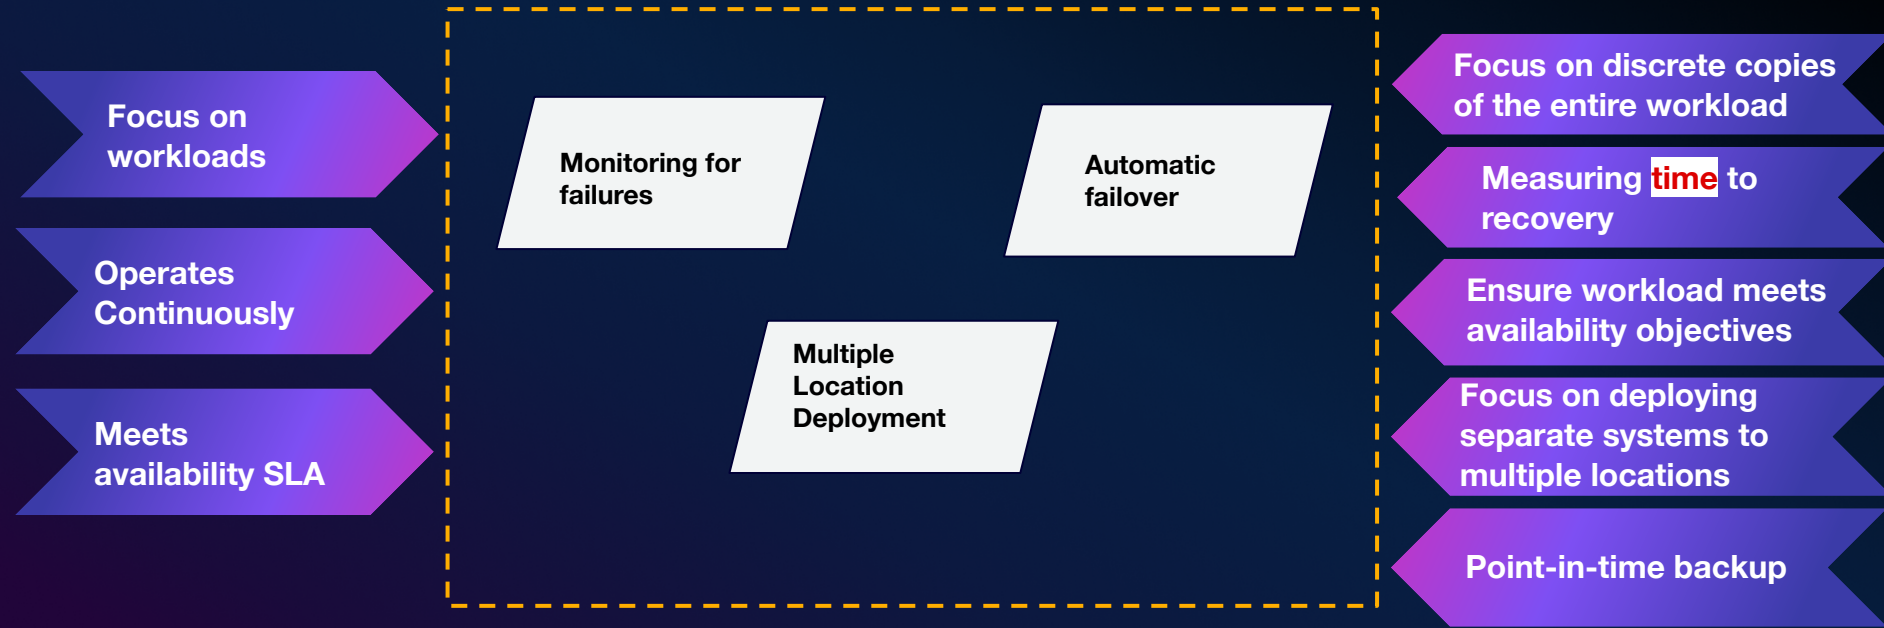 Focus on
workloads
Operates
Continuously
Meets
availability SLA
Monitoring for
failures
Automatic
failover
Multiple
Location
Deployment
Focus on discrete copies
of the entire workload
Measuring time to
recovery
Ensure workload meets
availability objectives
Focus on deploying
separate systems to
multiple locations
Point-in-time backup